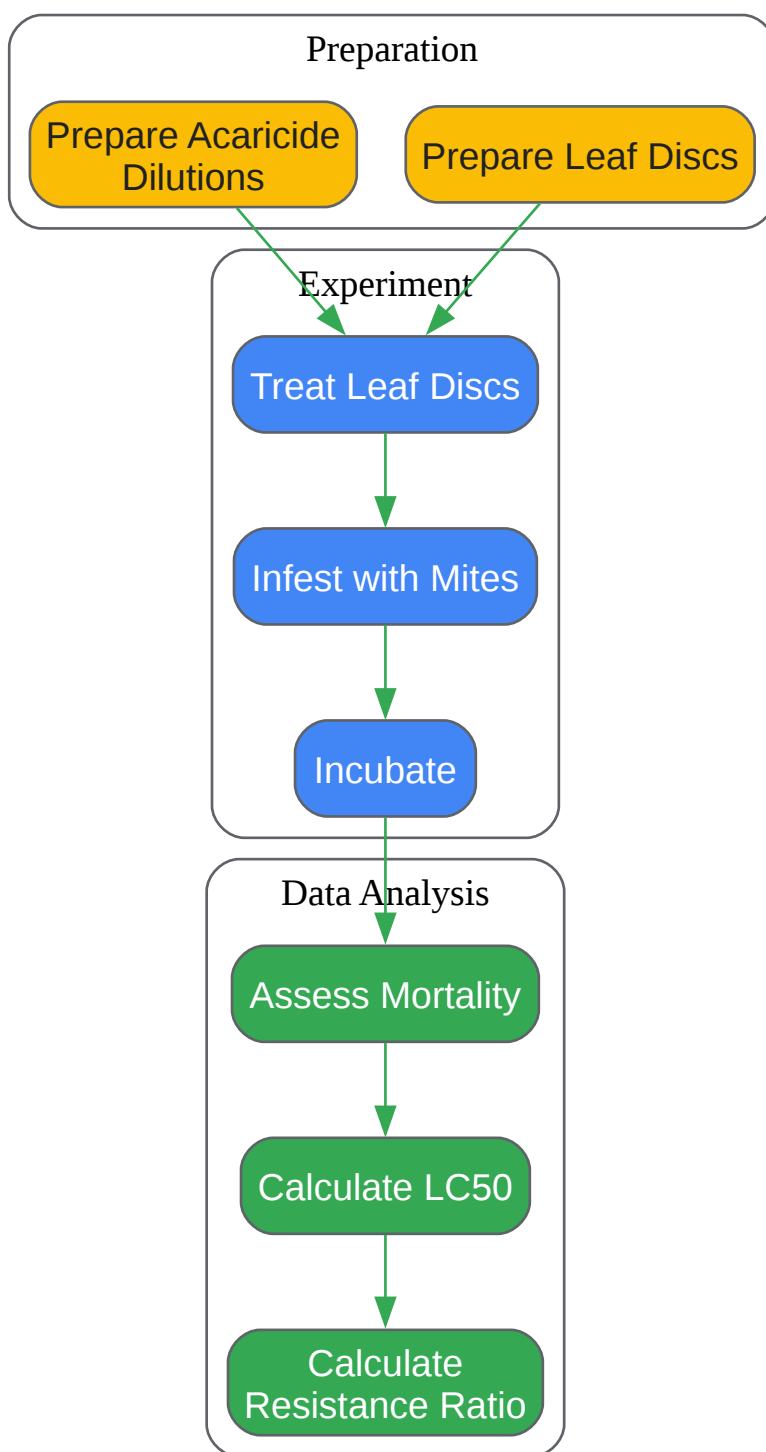 Preparation
Prepare Acaricide
Dilutions
Prepare Leaf Discs
Experiment
Treat Leaf Discs
Infest with Mites
Incubate
Data Analysis
Assess Mortality
Calculate LC50
Calculate
Resistance Ratio